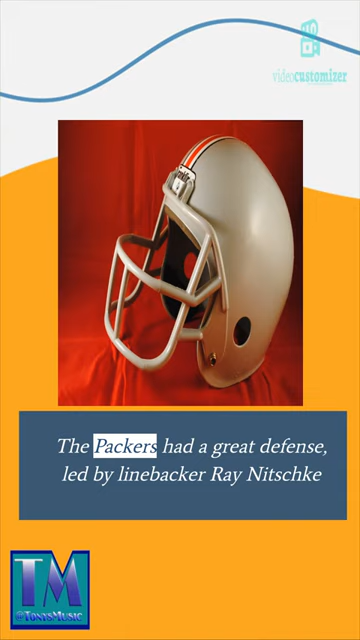 videocustomizer
The Packers had a great defense,
led by linebacker Ray Nitschke
TM
@TonysMusic